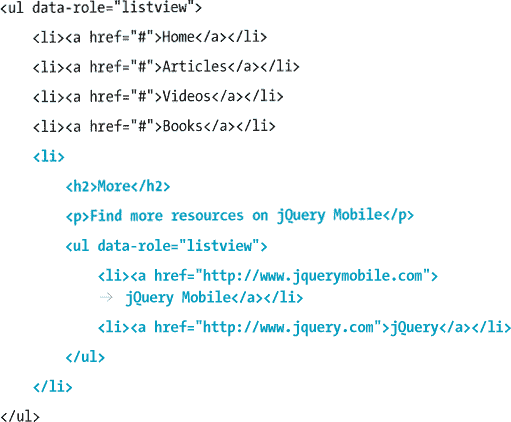 <ul data-role="listview">
<li><a href="#">Home</a></li>
<li><a href="#">Articles</a></li>
<li><a href="#">Videos</a></li>
<li><a href="#">Books</a></li>
<li>
<h2>More</h2>
<p>Find more resources on jQuery Mobile</p>
<ul data-role="listview">
<li><a href="http://www.jquerymobile.com">
→ jQuery Mobile</a></li>
<li><a href="http://www.jquery.com">jQuery</a></li>
</ul>
</li>
</ul>